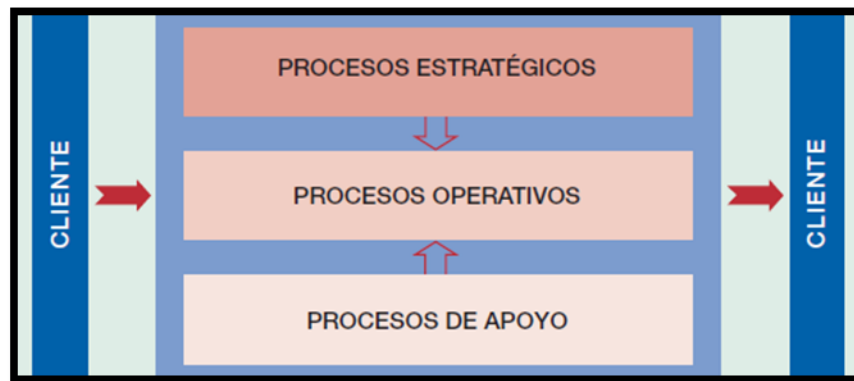 CLIENTE
PROCESOS ESTRATÉGICOS
PROCESOS OPERATIVOS
PROCESOS DE APOYO
CLIENTE